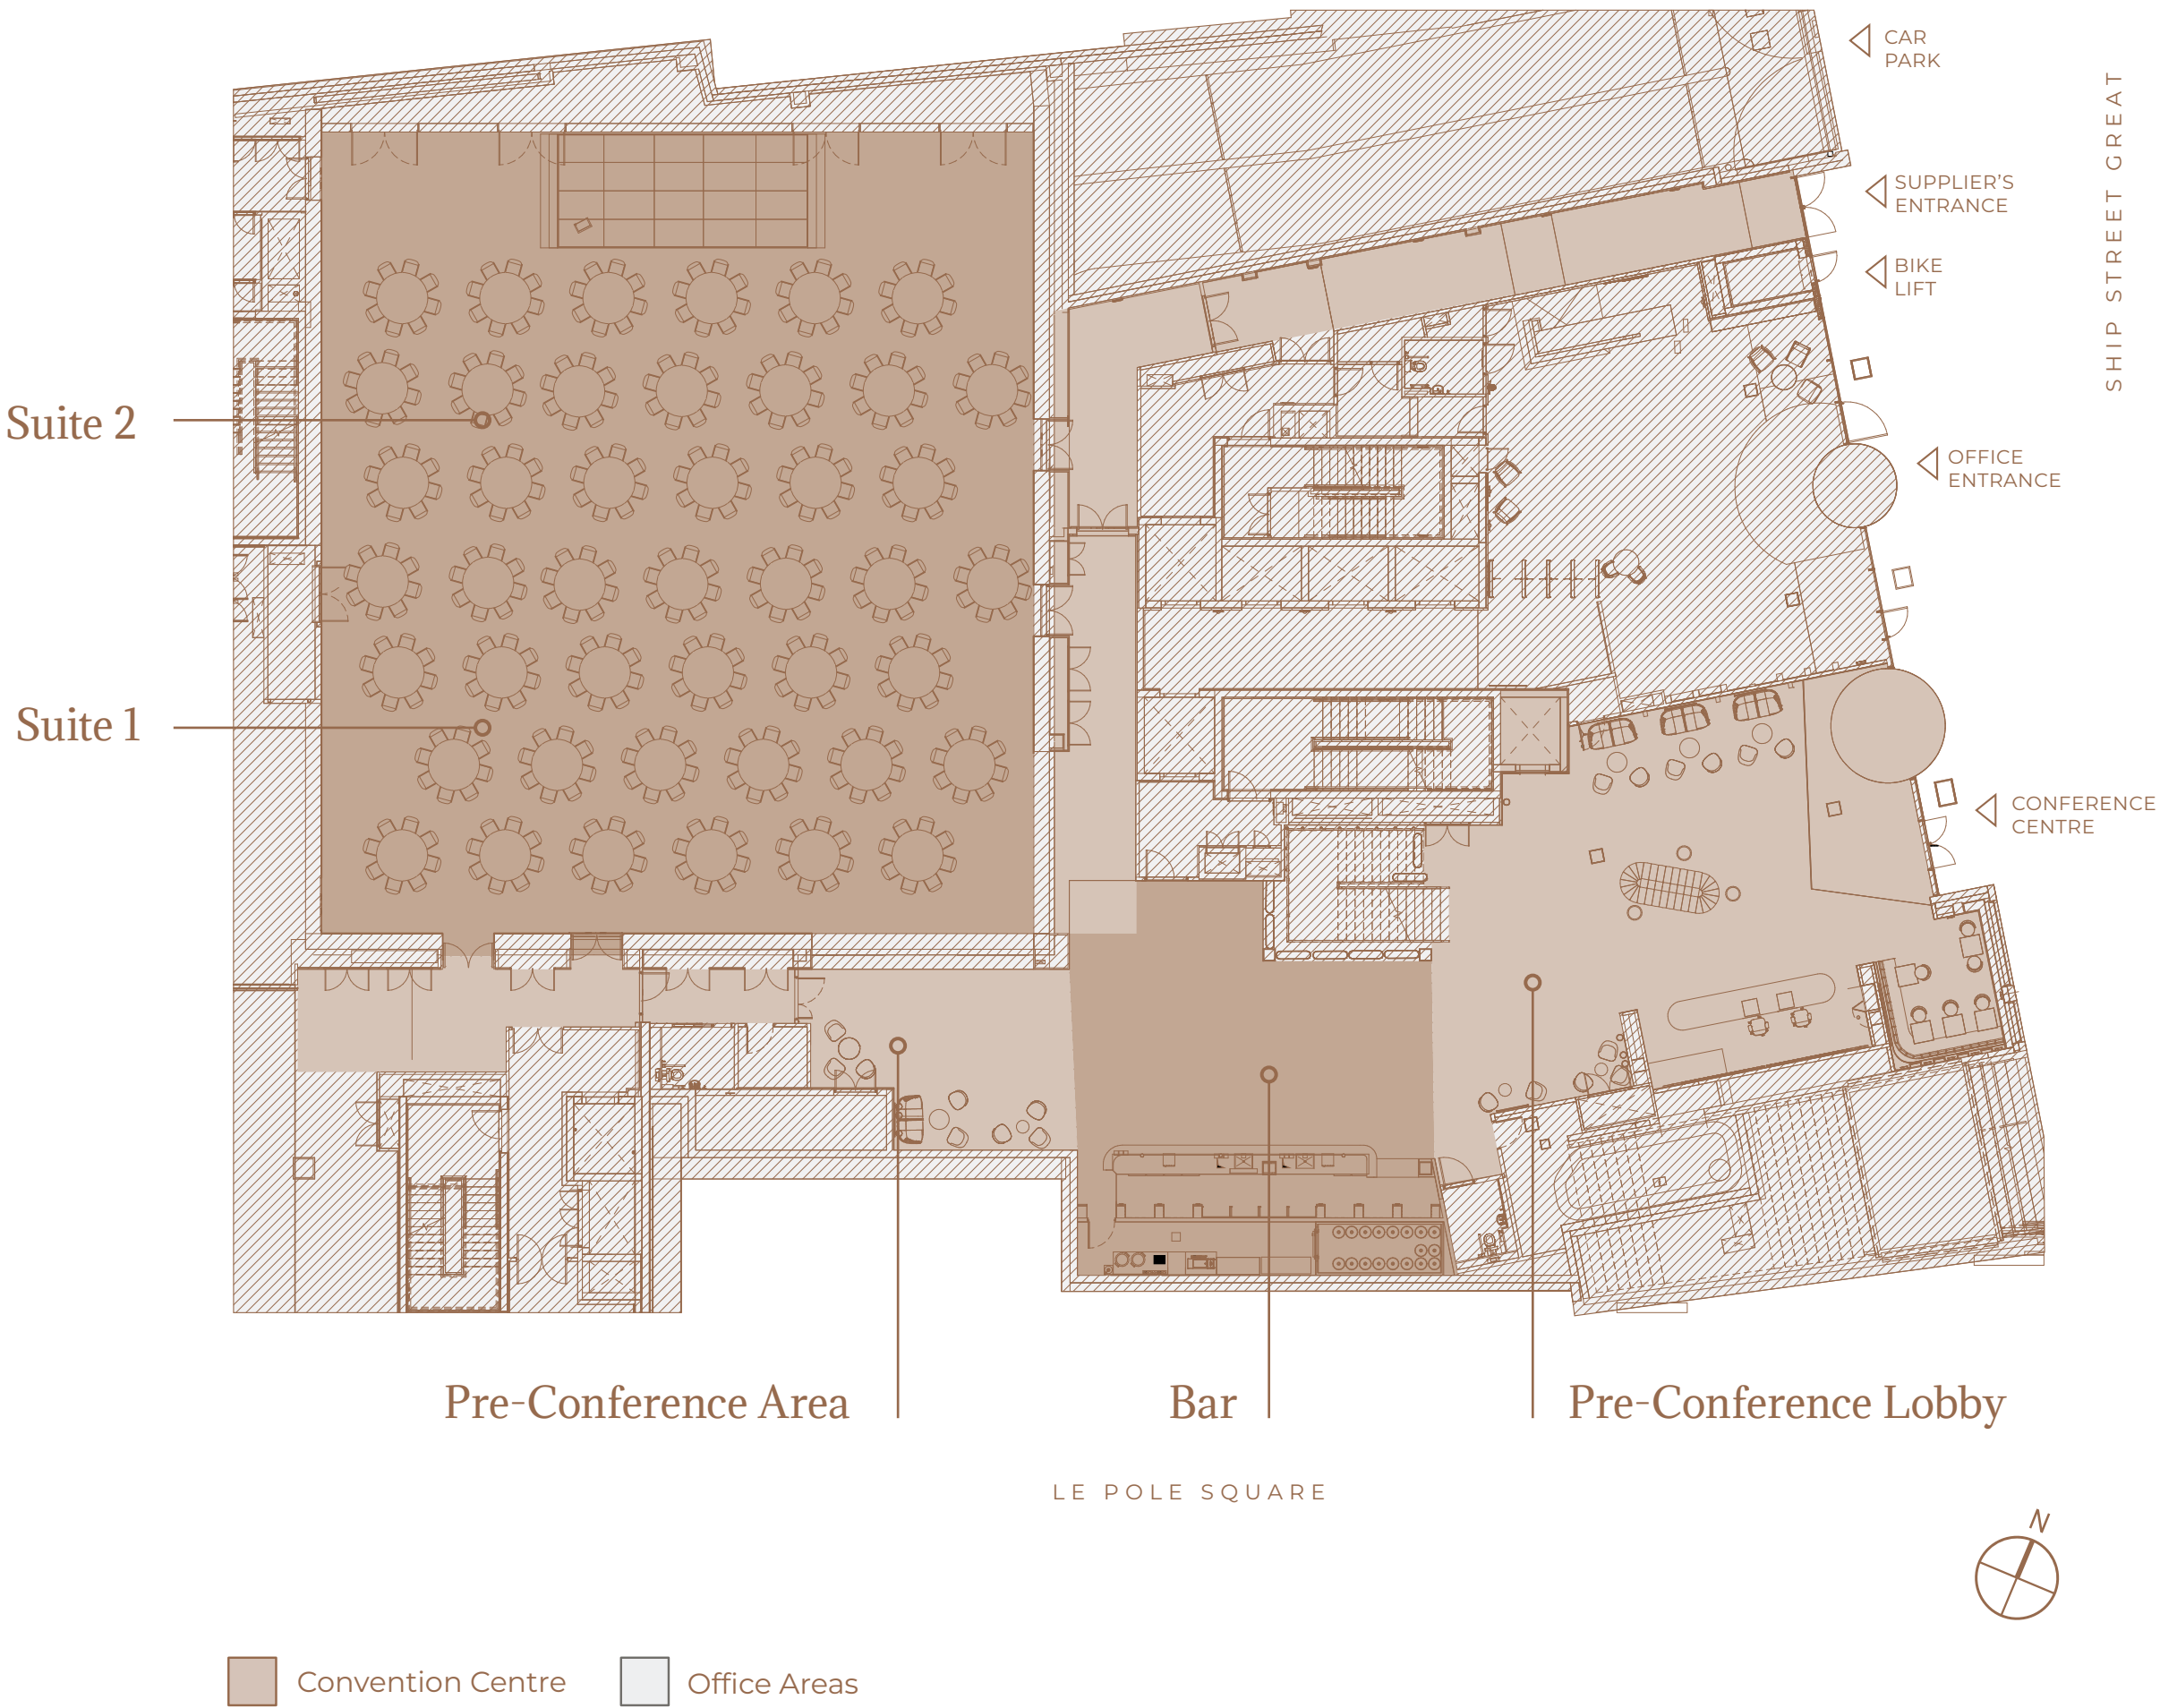 CAR
PARK
SHIP STREET GREAT
SUPPLIER'S
ENTRANCE
BIKE
LIFT
Suite 2
OFFICE
ENTRANCE
Suite 1
CONFERENCE
CENTRE
Pre-Conference Area
Bar
Pre-Conference Lobby
LE POLE SQUARE
N
Convention Centre
Office Areas